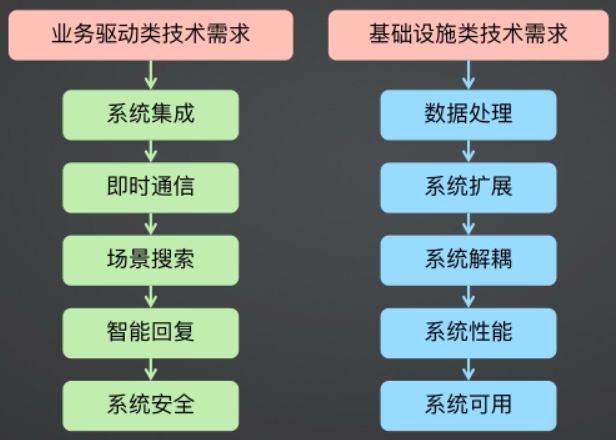 业务驱动类技术需求
系统集成
即时通信
场景搜索
智能回复
系统安全
基础设施类技术需求
数据处理
系统扩展
系统解耦
系统性能
系统可用